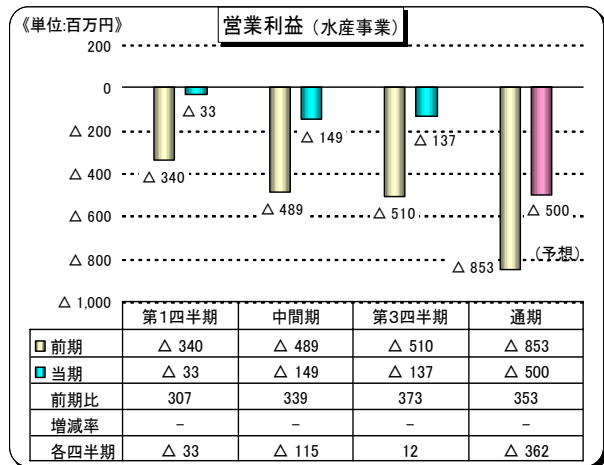 《単位:百万円》
営業利益（水産事業）
200
0
△ 200
△ 400
△ 600
△ 800
△ 1,000
△ 340
△ 33
△ 489
△ 149
△ 510
△ 137
△ 853
△ 500
(予想)
第1四半期 中間期 第3四半期 通期
前期 △ 340 △ 489 △ 510 △ 853
当期 △ 33 △ 149 △ 137 △ 500
前期比 307 339 373 353
増減率 − − − −
各四半期 △ 33 △ 115 12 △ 362